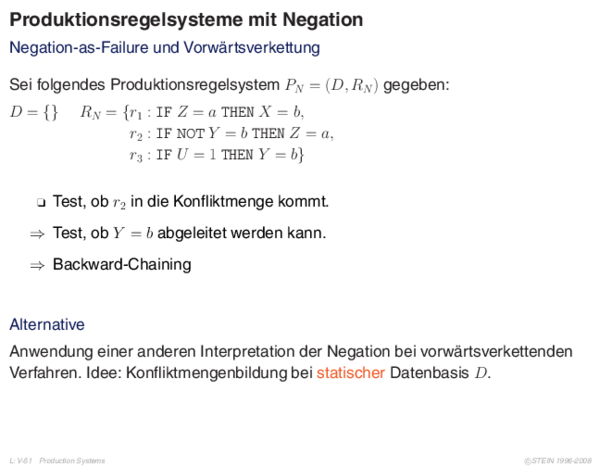 Produktionsregelsysteme mit Negation
Negation-as-Failure und Vorwärtsverkettung
Sei folgendes Produktionsregelsystem P_N = (D, R_N) gegeben:
D = {} R_N = {r_1 : IF Z = a THEN X = b,
r_2 : IF NOT Y = b THEN Z = a,
r_3 : IF U = 1 THEN Y = b}
❏ Test, ob r_2 in die Konfliktmenge kommt.
⇒ Test, ob Y = b abgeleitet werden kann.
⇒ Backward-Chaining
Alternative
Anwendung einer anderen Interpretation der Negation bei vorwärtsverkettenden
Verfahren. Idee: Konfliktmengenbildung bei statischer Datenbasis D.
L: V-61 Production Systems ©STEIN 1996-2008